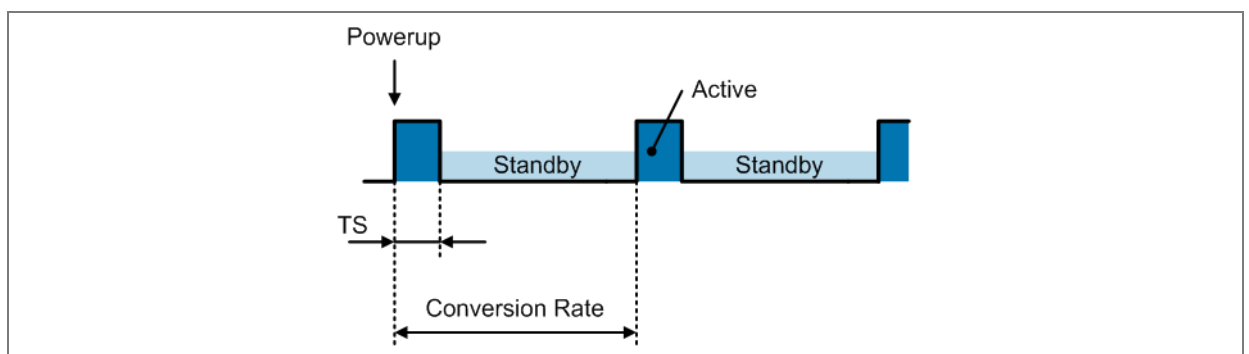 Powerup
Active
Standby
Standby
TS
Conversion Rate